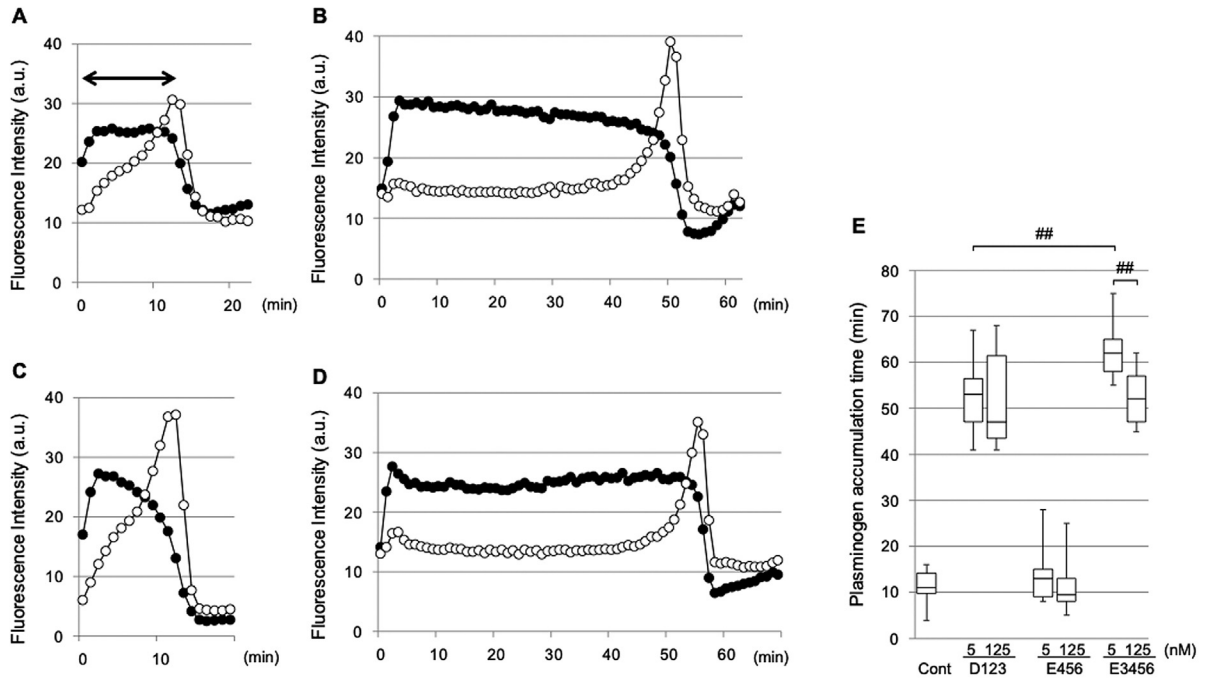 A
Fluorescence Intensity (a.u.)
40
30
20
10
0
0 10 20 (min)
B
Fluorescence Intensity (a.u.)
40
30
20
10
0
0 10 20 30 40 50 60 (min)
C
Fluorescence Intensity (a.u.)
40
30
20
10
0
0 10 (min)
D
Fluorescence Intensity (a.u.)
40
30
20
10
0
0 10 20 30 40 50 60 (min)
E
##
##
Plasminogen accumulation time (min)
80
70
60
50
40
30
20
10
0
5 125 5 125 5 125 (nM)
Cont D123 E456 E3456